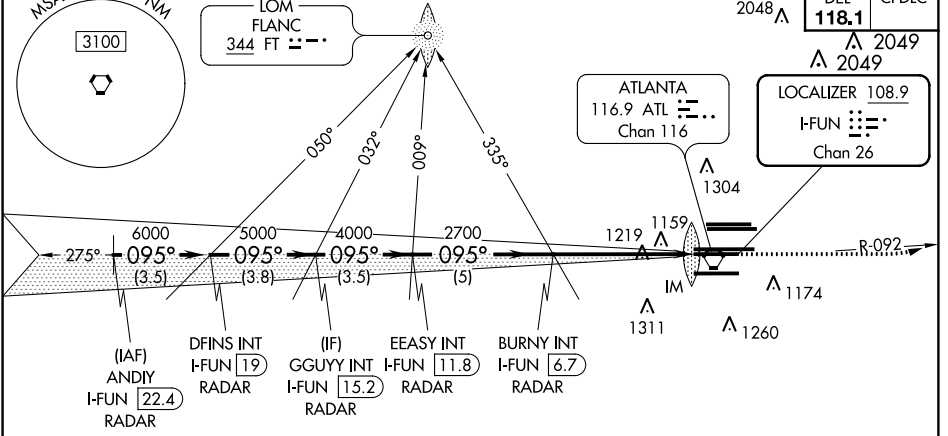 MSA
NM
3100
LOM
FLANC
344 FT
2048
118.1
2049
2049
ATLANTA
116.9 ATL
Chan 116
LOCALIZER 108.9
I-FUN
Chan 26
050°
032°
009°
335°
1304
6000
5000
4000
2700
1219
1159
275°
095°
095°
095°
095°
R-092
(3.5)
(3.8)
(3.5)
(5)
IM
1174
1311
1260
(IAF)
ANDIY
I-FUN 22.4
RADAR
DFINS INT
I-FUN 19
RADAR
(IF)
GGUYY INT
I-FUN 15.2
RADAR
EEASY INT
I-FUN 11.8
RADAR
BURNY INT
I-FUN 6.7
RADAR